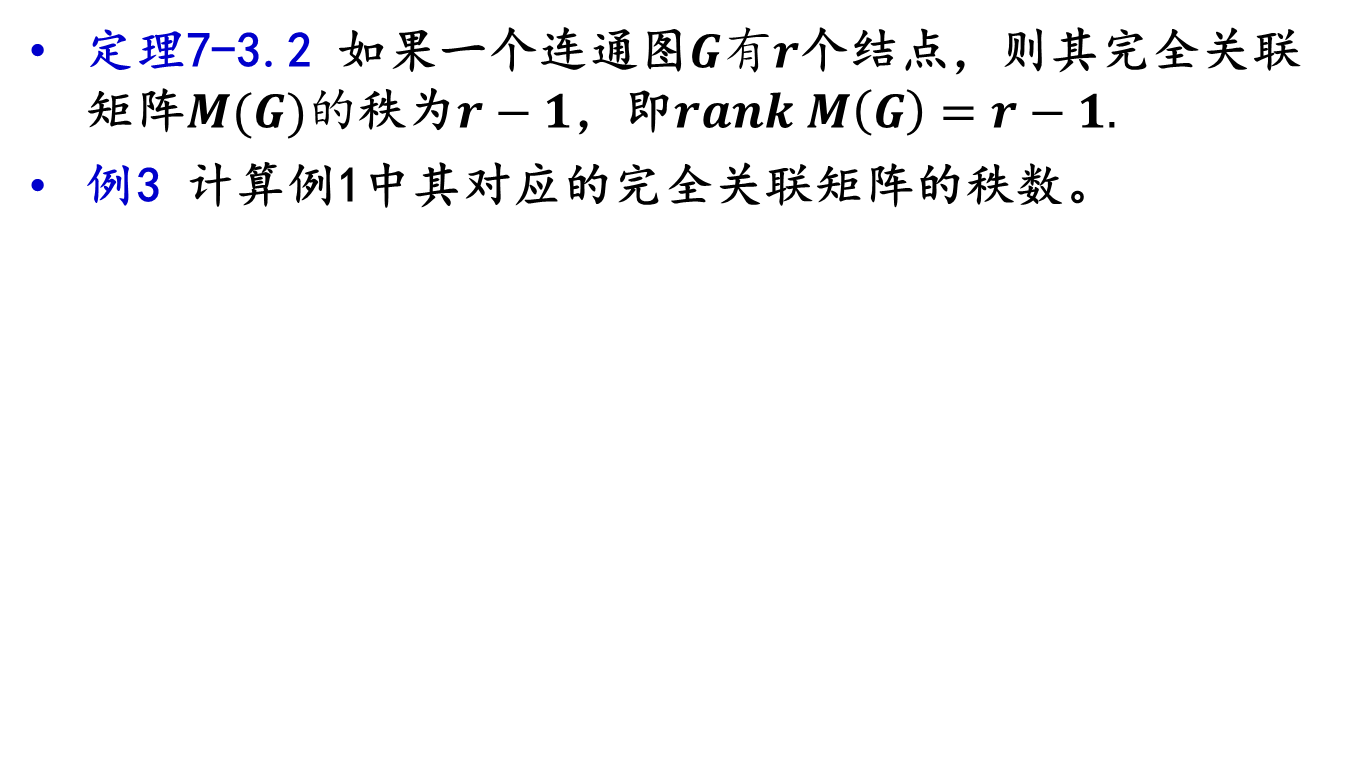 • 定理7-3.2 如果一个连通图G有r个结点，则其完全关联
矩阵M(G)的秩为r − 1，即rank M(G) = r − 1.
• 例3 计算例1中其对应的完全关联矩阵的秩数。